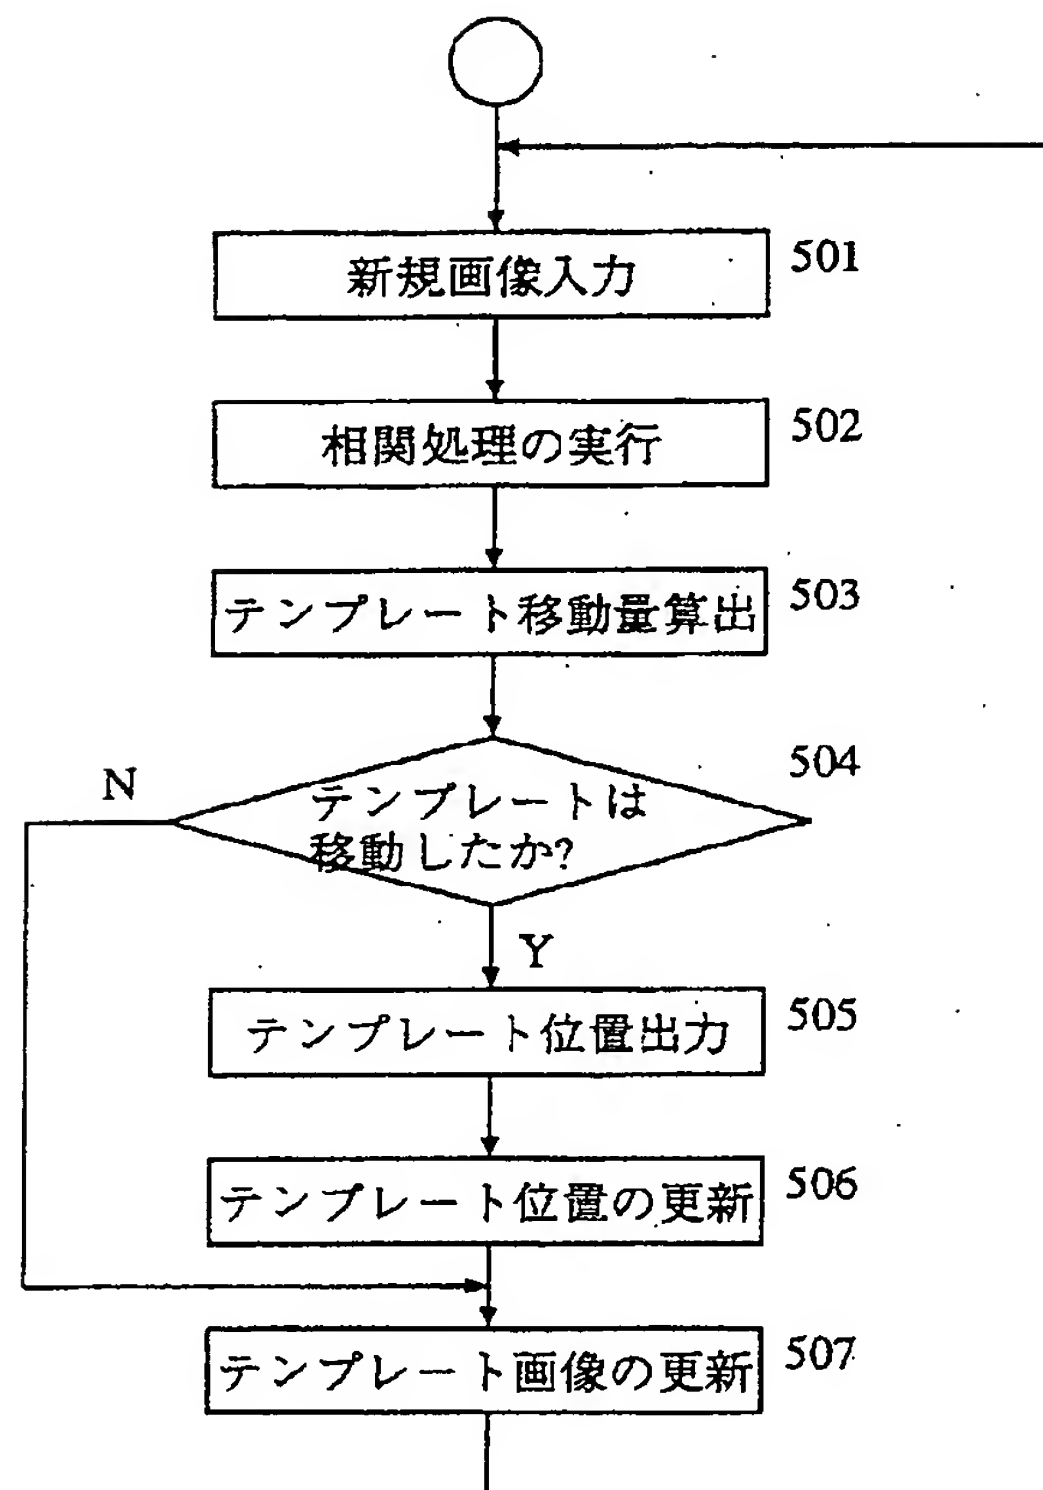 新規画像入力
501
相関処理の実行
502
テンプレート移動量算出
503
504
N
テンプレートは
移動したか?
Y
テンプレート位置出力
505
テンプレート位置の更新
506
テンプレート画像の更新
507